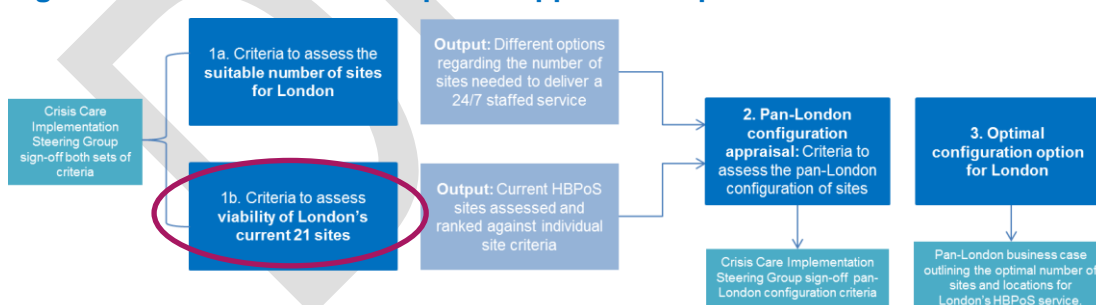 1a. Criteria to assess the
suitable number of sites
for London
Output: Different options
regarding the number of
sites needed to deliver a
24/7 staffed service
Crisis Care
Implementation
Steering Group
sign-off both sets of
criteria
1b. Criteria to assess
viability of London's
current 21 sites
Output: Current HBPoS
sites assessed and
ranked against individual
site criteria
2. Pan-London
configuration
appraisal: Criteria to
assess the pan-London
configuration of sites
3. Optimal
configuration option
for London
Crisis Care Implementation
Steering Group sign-off pan-
London configuration criteria
Pan-London business case
outlining the optimal number of
sites and locations for
London's HBPoS service.